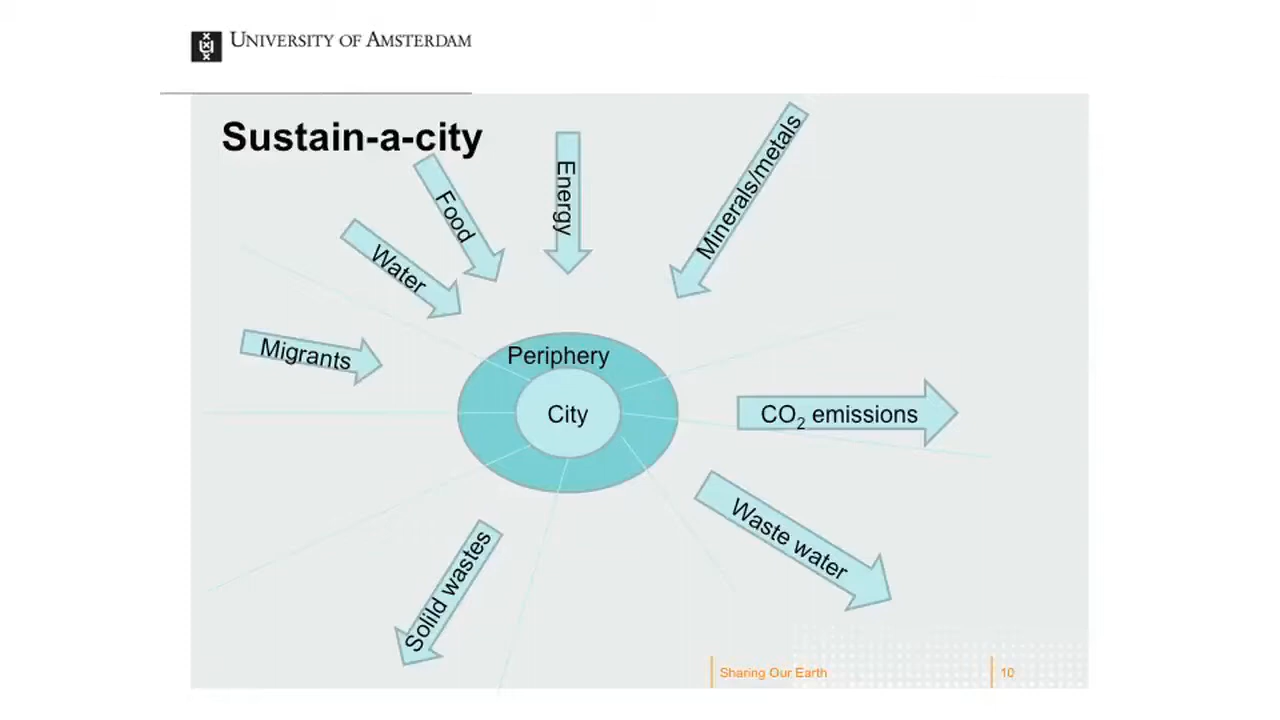 UNIVERSITY OF AMSTERDAM
Sustain-a-city
Food
Energy
Minerals/metals
Water
Migrants
Periphery
City
CO₂ emissions
Waste water
Solild wastes
Sharing Our Earth
10